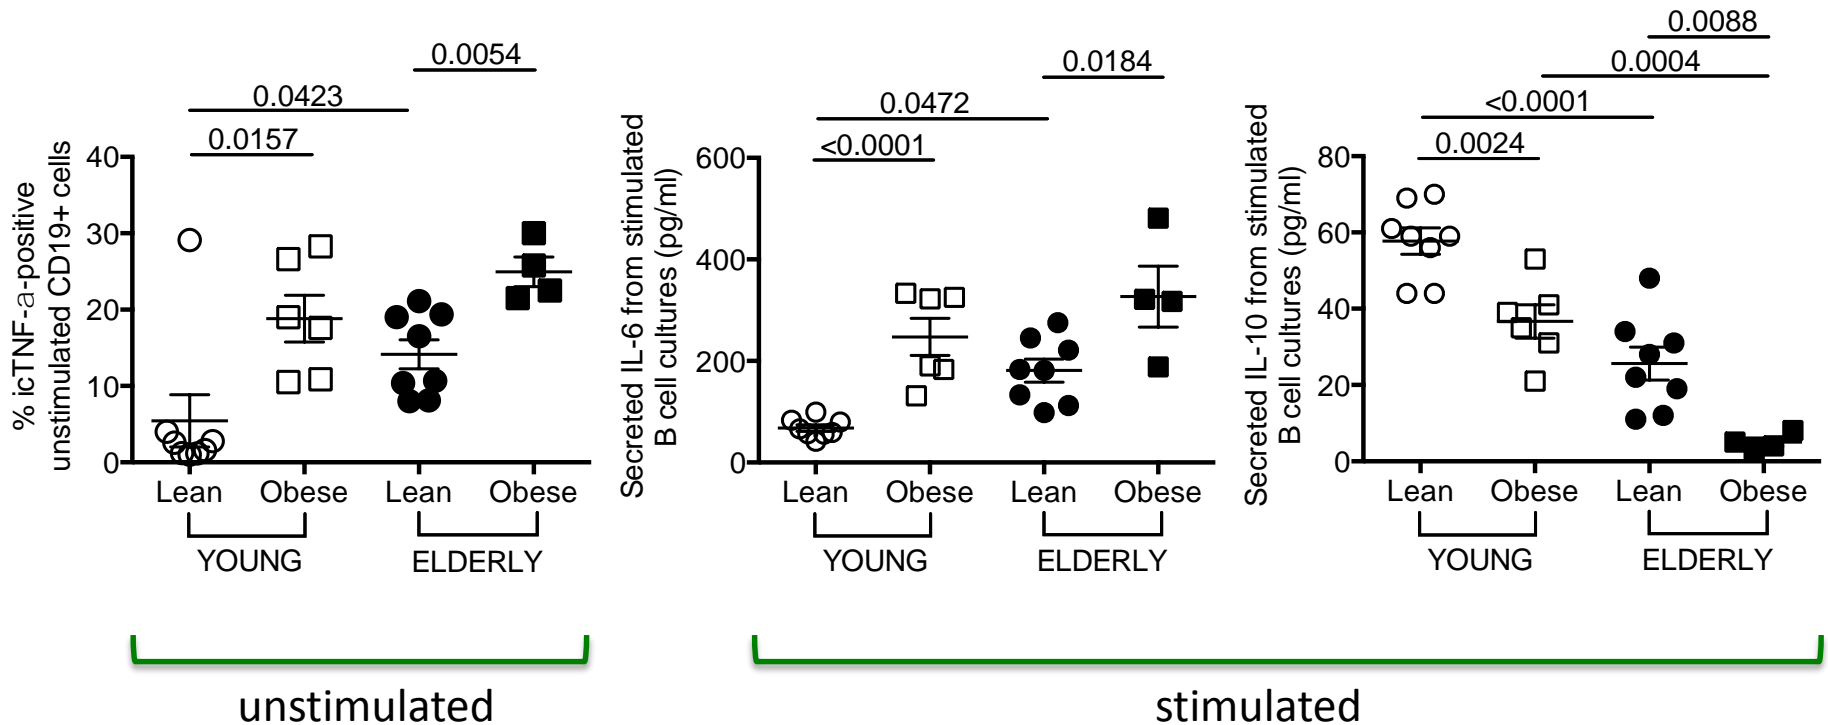 % icTNF-a-positive
unstimulated CD19+ cells
0.0054
0.0423
0.0157
40
30
20
10
0
Lean Obese Lean Obese
YOUNG ELDERLY
Secreted IL-6 from stimulated
B cell cultures (pg/ml)
0.0184
0.0472
<0.0001
600
400
200
0
Lean Obese Lean Obese
YOUNG ELDERLY
Secreted IL-10 from stimulated
B cell cultures (pg/ml)
0.0088
0.0004
<0.0001
0.0024
80
60
40
20
0
Lean Obese Lean Obese
YOUNG ELDERLY
unstimulated
stimulated